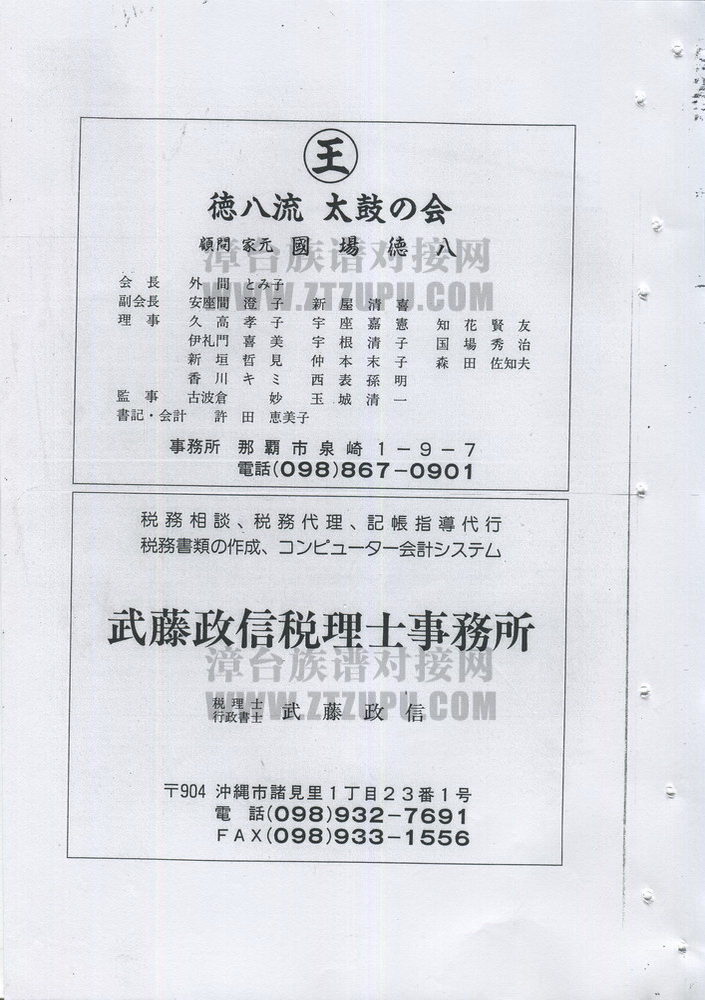 王
徳八流 太鼓の会
顧問 家元 國場徳八
会長 外間とみ子
副会長 安座間澄子 新屋清喜
理事 久高孝子 宇座嘉憲 知花賢友
伊礼門喜美 宇根清子 国場秀治
新垣哲見 仲本末子 森田佐知夫
香川キミ 西表孫明
監事 古波倉妙 玉城清一
書記・会計 許田恵美子
事務所 那覇市泉崎1-9-7
電話(098)867-0901
漳台族谱对接网
WWW.ZTZUPU.COM
税務相談、税務代理、記帳指導代行
税務書類の作成、コンピューター会計システム
武藤政信税理士事務所
税理士
行政書士 武藤政信
漳台族谱对接网
WWW.ZTZUPU.COM
〒904 沖縄市諸見里1丁目23番1号
電話(098)932-7691
FAX(098)933-1556